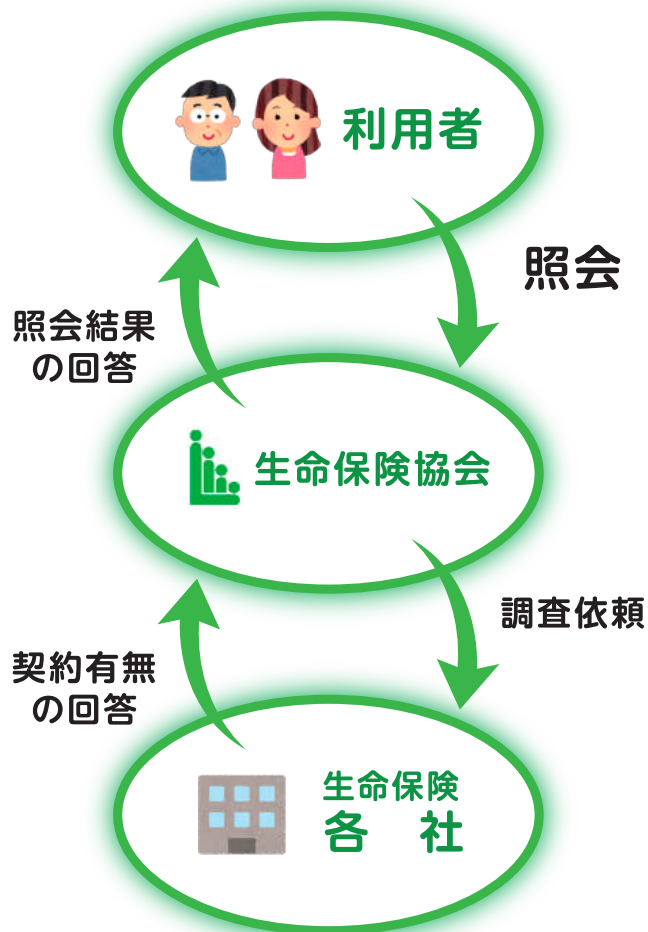 利用者
照会
照会結果
の回答
生命保険協会
調査依頼
契約有無
の回答
生命保険
各 社